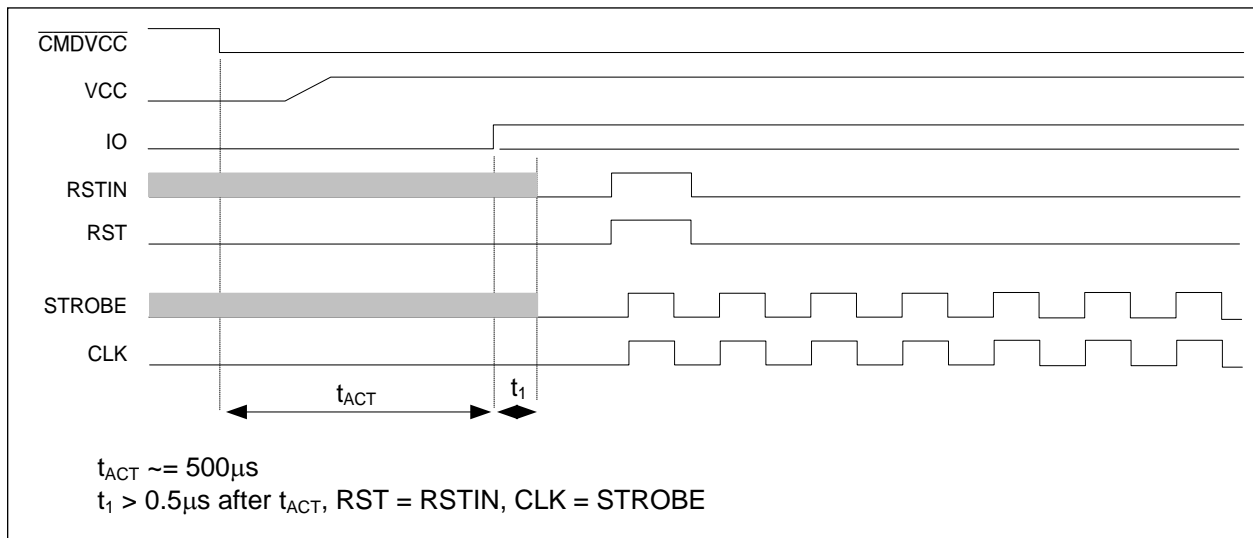 CMDVCC
VCC
IO
RSTIN
RST
STROBE
CLK
tACT
t1
tACT ~= 500μs
t1 > 0.5μs after tACT, RST = RSTIN, CLK = STROBE